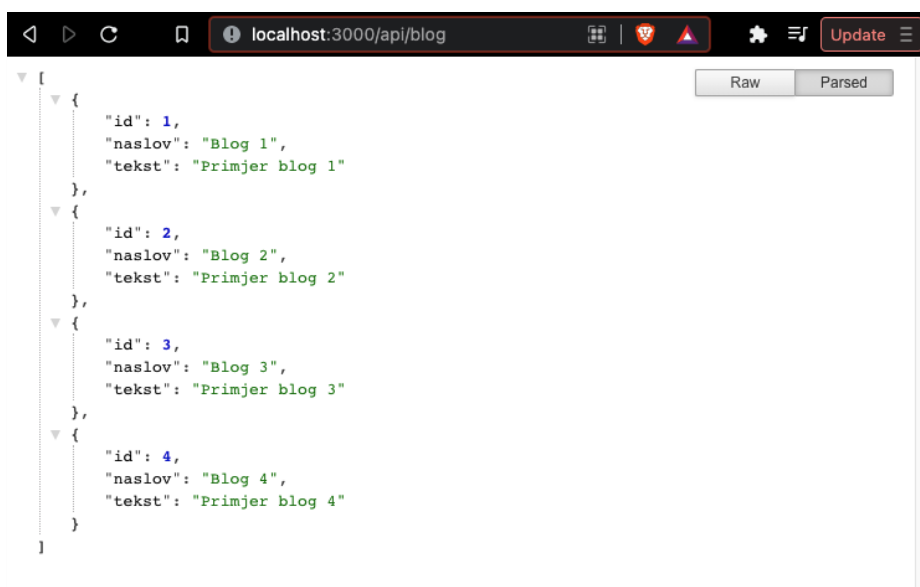 localhost:3000/api/blog
Update
Raw
Parsed
[
{
"id": 1,
"naslov": "Blog 1",
"tekst": "Primjer blog 1"
},
{
"id": 2,
"naslov": "Blog 2",
"tekst": "Primjer blog 2"
},
{
"id": 3,
"naslov": "Blog 3",
"tekst": "Primjer blog 3"
},
{
"id": 4,
"naslov": "Blog 4",
"tekst": "Primjer blog 4"
}
]